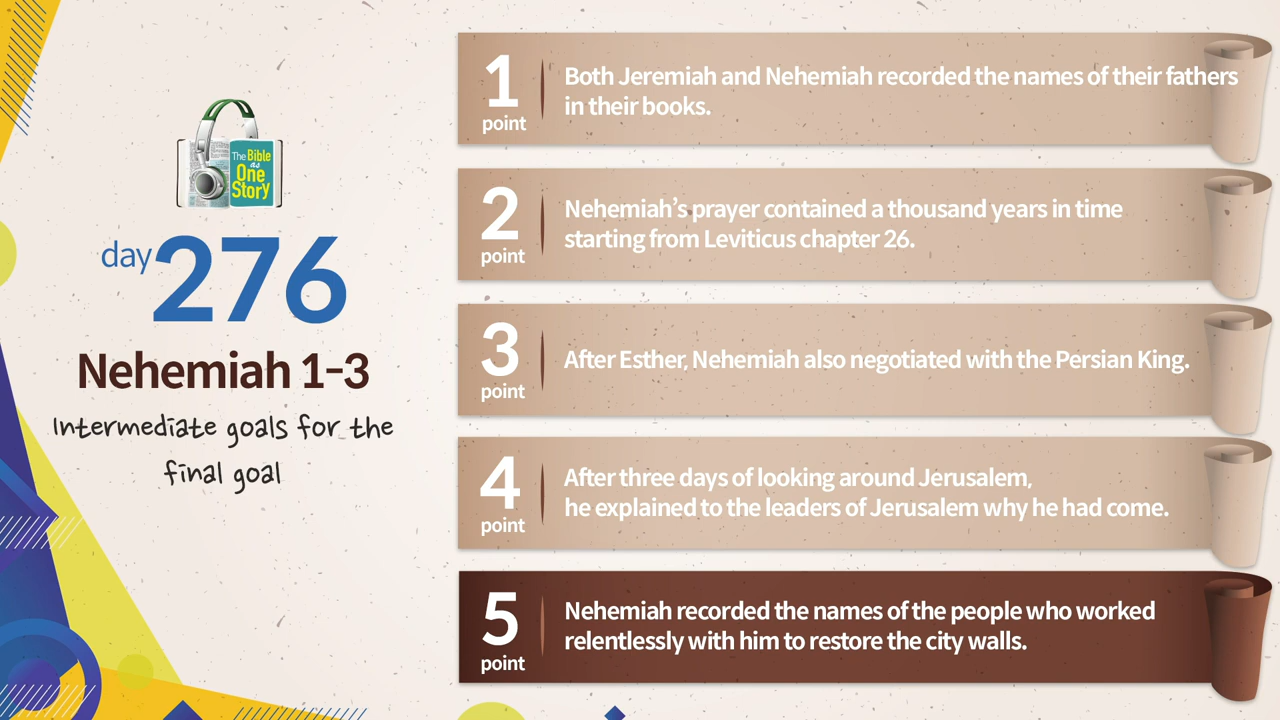 The Bible
as
One
Story
day 276
Nehemiah 1-3
Intermediate goals for the
final goal
1
point
Both Jeremiah and Nehemiah recorded the names of their fathers
in their books.
2
point
Nehemiah's prayer contained a thousand years in time
starting from Leviticus chapter 26.
3
point
After Esther, Nehemiah also negotiated with the Persian King.
4
point
After three days of looking around Jerusalem,
he explained to the leaders of Jerusalem why he had come.
5
point
Nehemiah recorded the names of the people who worked
relentlessly with him to restore the city walls.